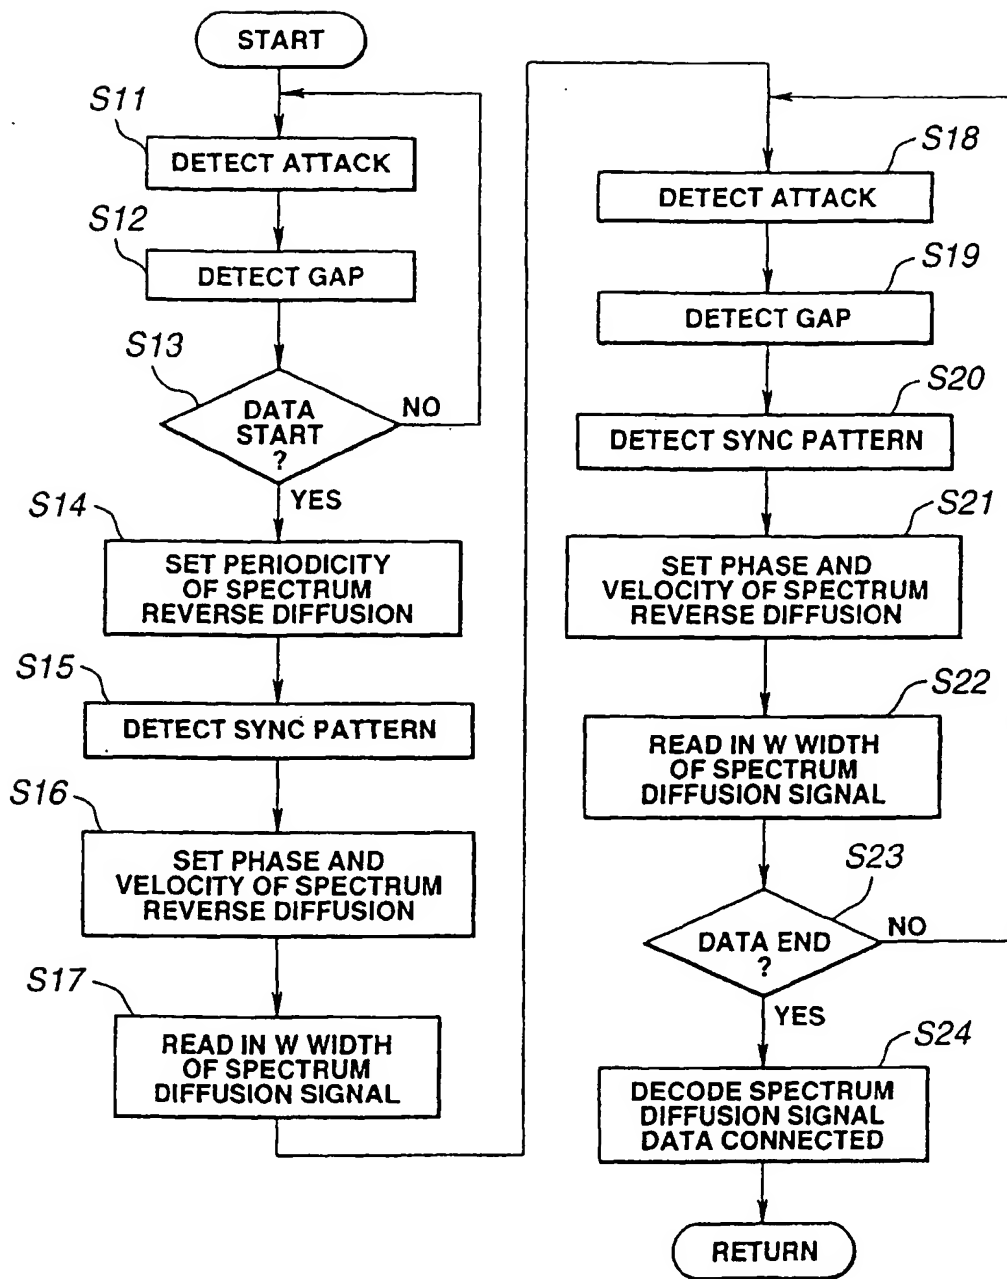 START
S11
DETECT ATTACK
S12
DETECT GAP
S13
DATA
START
?
NO
YES
S14
SET PERIODICITY
OF SPECTRUM
REVERSE DIFFUSION
S15
DETECT SYNC PATTERN
S16
SET PHASE AND
VELOCITY OF SPECTRUM
REVERSE DIFFUSION
S17
READ IN W WIDTH
OF SPECTRUM
DIFFUSION SIGNAL
S18
DETECT ATTACK
S19
DETECT GAP
S20
DETECT SYNC PATTERN
S21
SET PHASE AND
VELOCITY OF SPECTRUM
REVERSE DIFFUSION
S22
READ IN W WIDTH
OF SPECTRUM
DIFFUSION SIGNAL
S23
DATA END
?
NO
YES
S24
DECODE SPECTRUM
DIFFUSION SIGNAL
DATA CONNECTED
RETURN